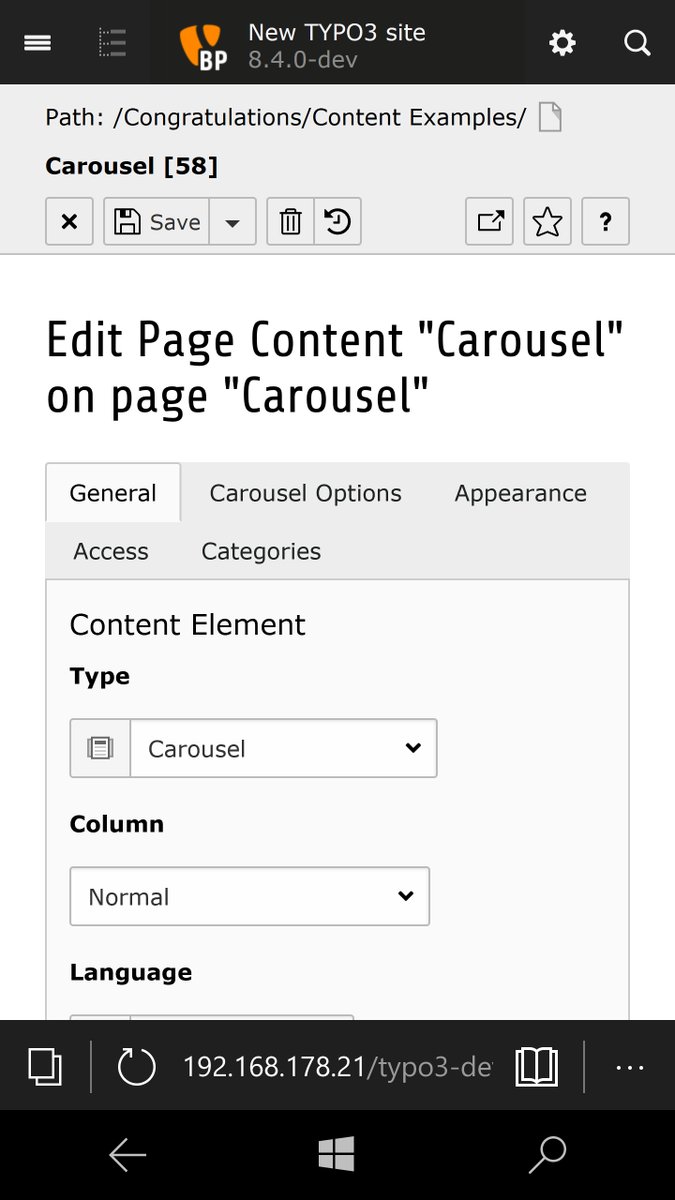 New TYPO3 site
BP
8.4.0-dev
Path: /Congratulations/Content Examples/
Carousel [58]
Save
?
Edit Page Content "Carousel"
on page "Carousel"
General Carousel Options Appearance
Access Categories
Content Element
Type
Carousel
Column
Normal
Language
192.168.178.21/typo3-de